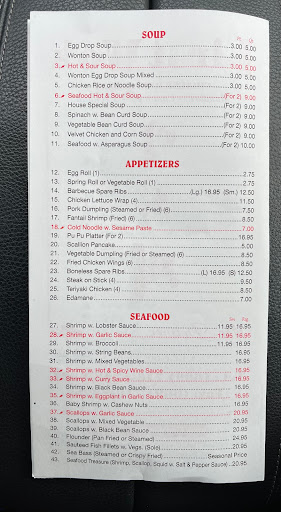 SOUP
Pt. Qt.
1. Egg Drop Soup 3.00 5.00
2. Wonton Soup 3.00 5.00
3. Hot & Sour Soup 3.00 5.00
4. Wonton Egg Drop Soup Mixed 3.00 5.00
5. Chicken Rice or Noodle Soup 3.00 5.00
6. Seafood Hot & Sour Soup (For 2) 9.00
7. House Special Soup (For 2) 9.00
8. Spinach w. Bean Curd Soup (For 2) 9.00
9. Vegetable Bean Curd Soup (For 2) 9.00
10. Velvet Chicken and Corn Soup (For 2) 9.00
11. Seafood w. Asparagus Soup (For 2) 10.00
APPETIZERS
12. Egg Roll (1) 2.75
13. Spring Roll or Vegetable Roll (1) 2.75
14. Barbecue Spare Ribs (Lg.) 16.95 (Sm.) 12.50
15. Chicken Lettuce Wrap (4) 11.50
16. Pork Dumpling (Steamed or Fried) (6) 7.50
17. Fantail Shrimp (Fried) (6) 8.50
18. Cold Noodle w. Sesame Paste 7.00
19. Pu Pu Platter (For 2) 16.95
20. Scallion Pancake 5.00
21. Vegetable Dumpling (Fried or Steamed) (6) 8.50
22. Fried Chicken Wings (6) 8.50
23. Boneless Spare Ribs (L) 16.95 (S) 12.50
24. Steak on Stick (4) 9.50
25. Teriyaki Chicken (4) 8.50
26. Edamame 7.00
SEAFOOD
27. Shrimp w. Lobster Sauce 11.95 16.95
28. Shrimp w. Garlic Sauce 11.95 16.95
29. Shrimp w. Broccoli 11.95 16.95
30. Shrimp w. String Beans 16.95
31. Shrimp w. Mixed Vegetables 16.95
32. Shrimp w. Hot & Spicy Wine Sauce 16.95
33. Shrimp w. Curry Sauce 16.95
34. Shrimp w. Black Bean Sauce 16.95
35. Shrimp w. Eggplant in Garlic Sauce 16.95
36. Baby Shrimp w. Cashew Nuts 16.95
37. Scallops w. Garlic Sauce 20.95
38. Scallops w. Mixed Vegetable 20.95
39. Scallops w. Black Bean Sauce 20.95
40. Flounder (Pan Fried or Steamed) 24.95
41. Sauteed Fish Fillets w. Vegs. (Sole) 20.95
42. Sea Bass (Steamed or Crispy Fried) Seasonal Price
43. Seafood Treasure (Shrimp, Scallop, Squid w. Salt & Pepper Sauce) 20.95